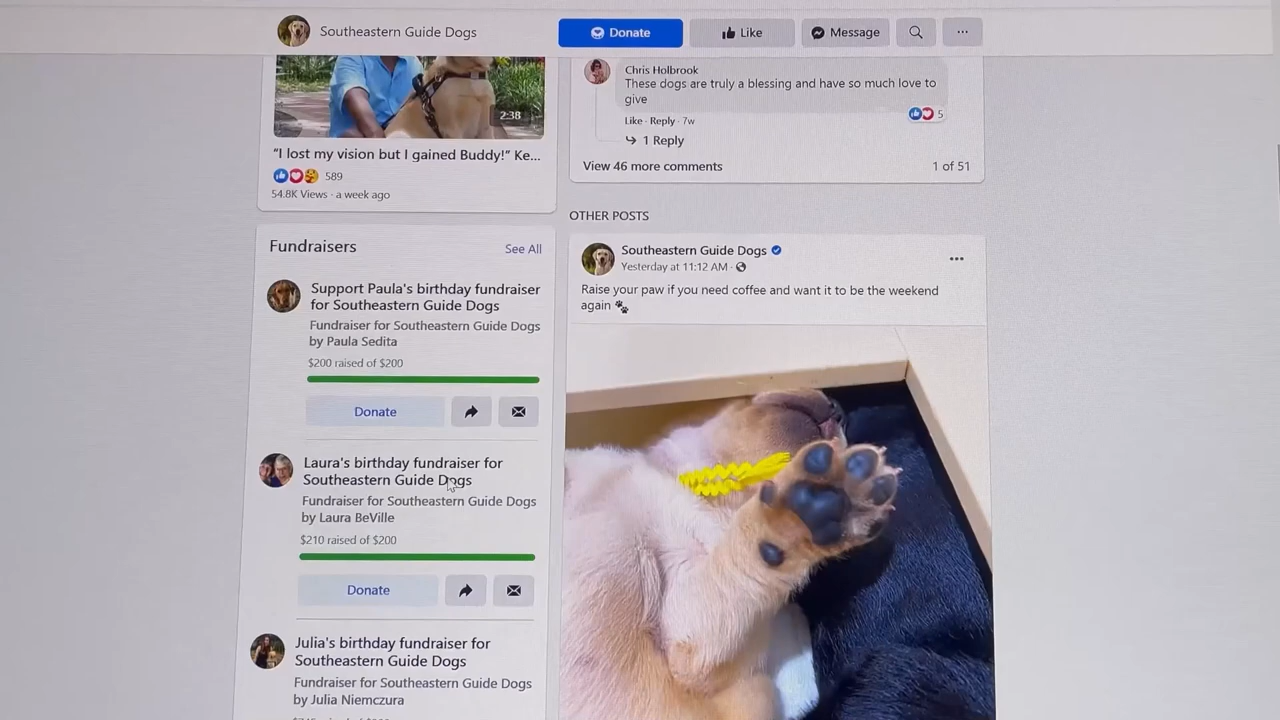 Southeastern Guide Dogs
Donate
Like
Message
2:38
"I lost my vision but I gained Buddy!" Ke...
589
54.8K Views · a week ago
Fundraisers
See All
Support Paula's birthday fundraiser
for Southeastern Guide Dogs
Fundraiser for Southeastern Guide Dogs
by Paula Sedita
$200 raised of $200
Donate
Laura's birthday fundraiser for
Southeastern Guide Dogs
Fundraiser for Southeastern Guide Dogs
by Laura BeVille
$210 raised of $200
Donate
Julia's birthday fundraiser for
Southeastern Guide Dogs
Fundraiser for Southeastern Guide Dogs
by Julia Niemczura
Chris Holbrook
These dogs are truly a blessing and have so much love to
give
5
Like · Reply · 7w
1 Reply
View 46 more comments
1 of 51
OTHER POSTS
Southeastern Guide Dogs
Yesterday at 11:12 AM ·
Raise your paw if you need coffee and want it to be the weekend
again